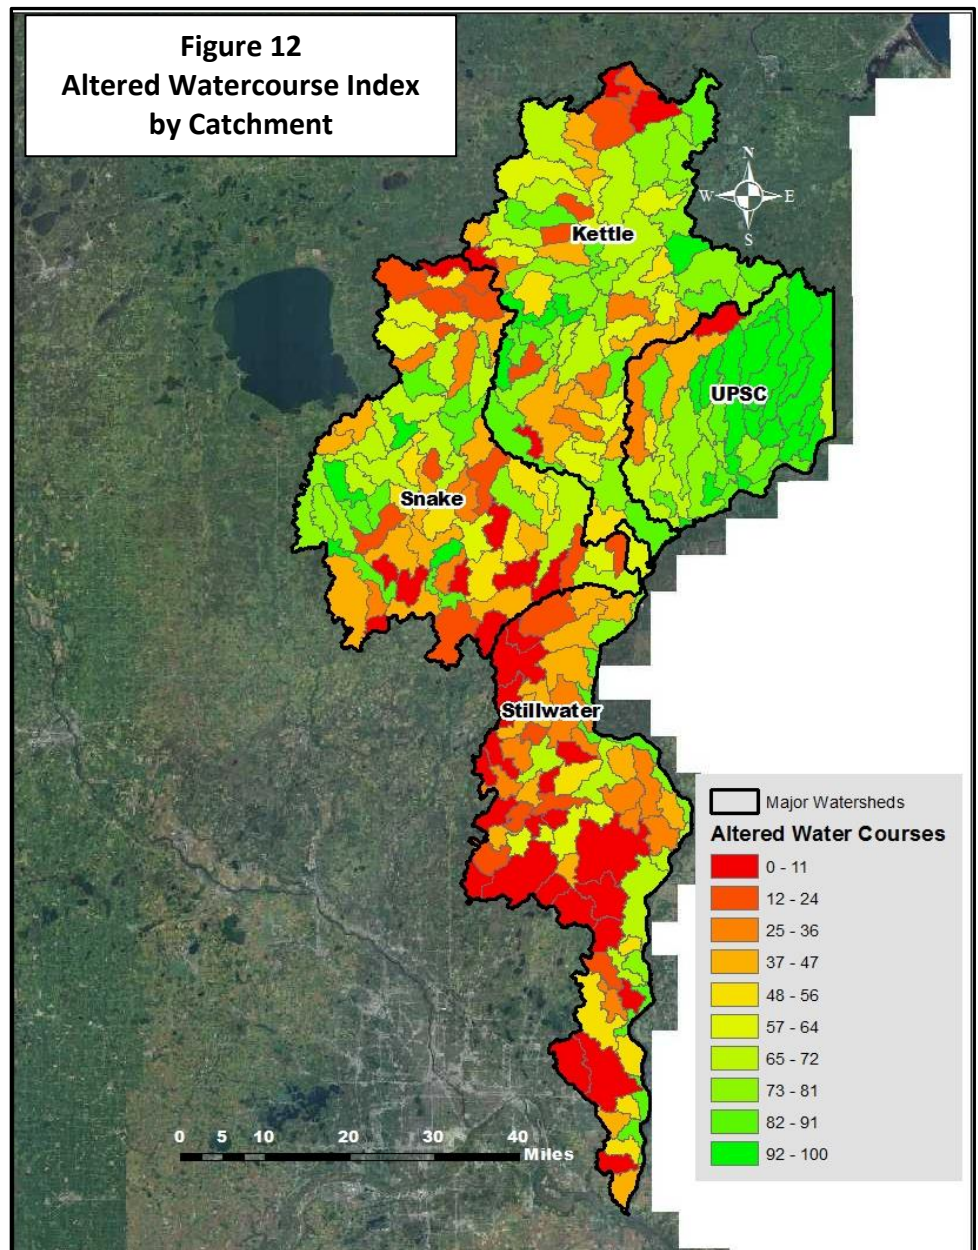 Figure 12
Altered Watercourse Index
by Catchment
N
W E
S
Kettle
UPSC
Snake
Stillwater
Major Watersheds
Altered Water Courses
0 - 11
12 - 24
25 - 36
37 - 47
48 - 56
57 - 64
65 - 72
73 - 81
82 - 91
92 - 100
0 5 10 20 30 40
Miles